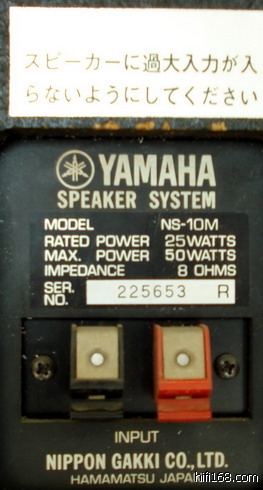 スピーカーに過大入力が入
らないようにしてください
YAMAHA
SPEAKER SYSTEM
MODEL NS-10M
RATED POWER 25WATTS
MAX. POWER 50WATTS
IMPEDANCE 8 OHMS
SER. NO. 225653 R
INPUT
NIPPON GAKKI CO., LTD.
HAMAMATSU JAPAN
hifi168.com